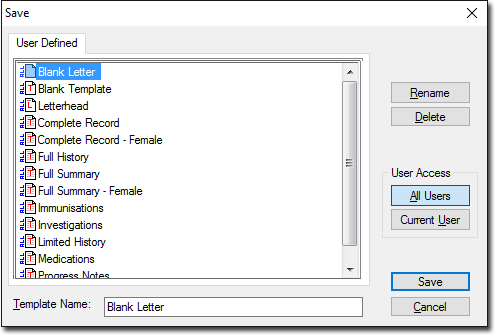 Save
User Defined
Blank Letter
Blank Template
Letterhead
Complete Record
Complete Record - Female
Full History
Full Summary
Full Summary - Female
Immunisations
Investigations
Limited History
Medications
Progress Notes
Rename
Delete
User Access
All Users
Current User
Save
Cancel
Template Name: Blank Letter